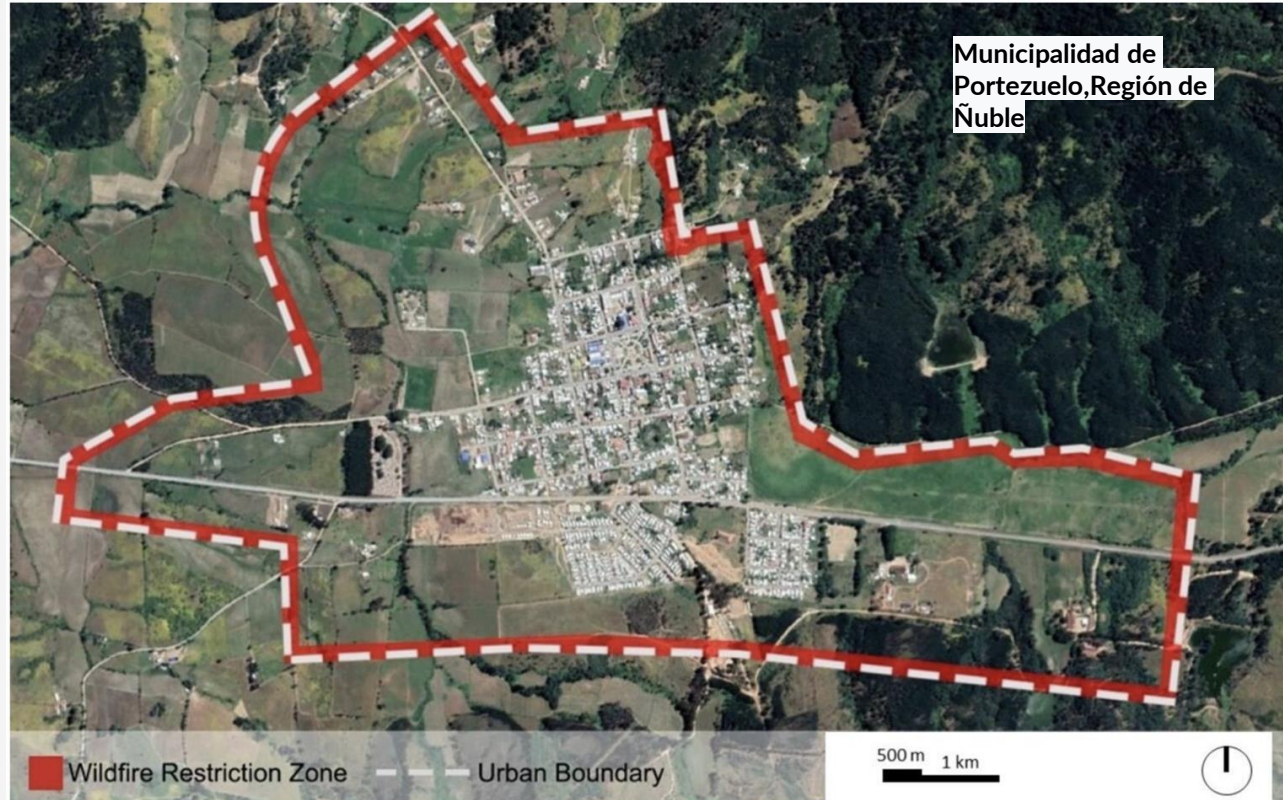 Municipalidad de
Portezuelo,Región de
Ñuble
Wildfire Restriction Zone
Urban Boundary
500 m
1 km